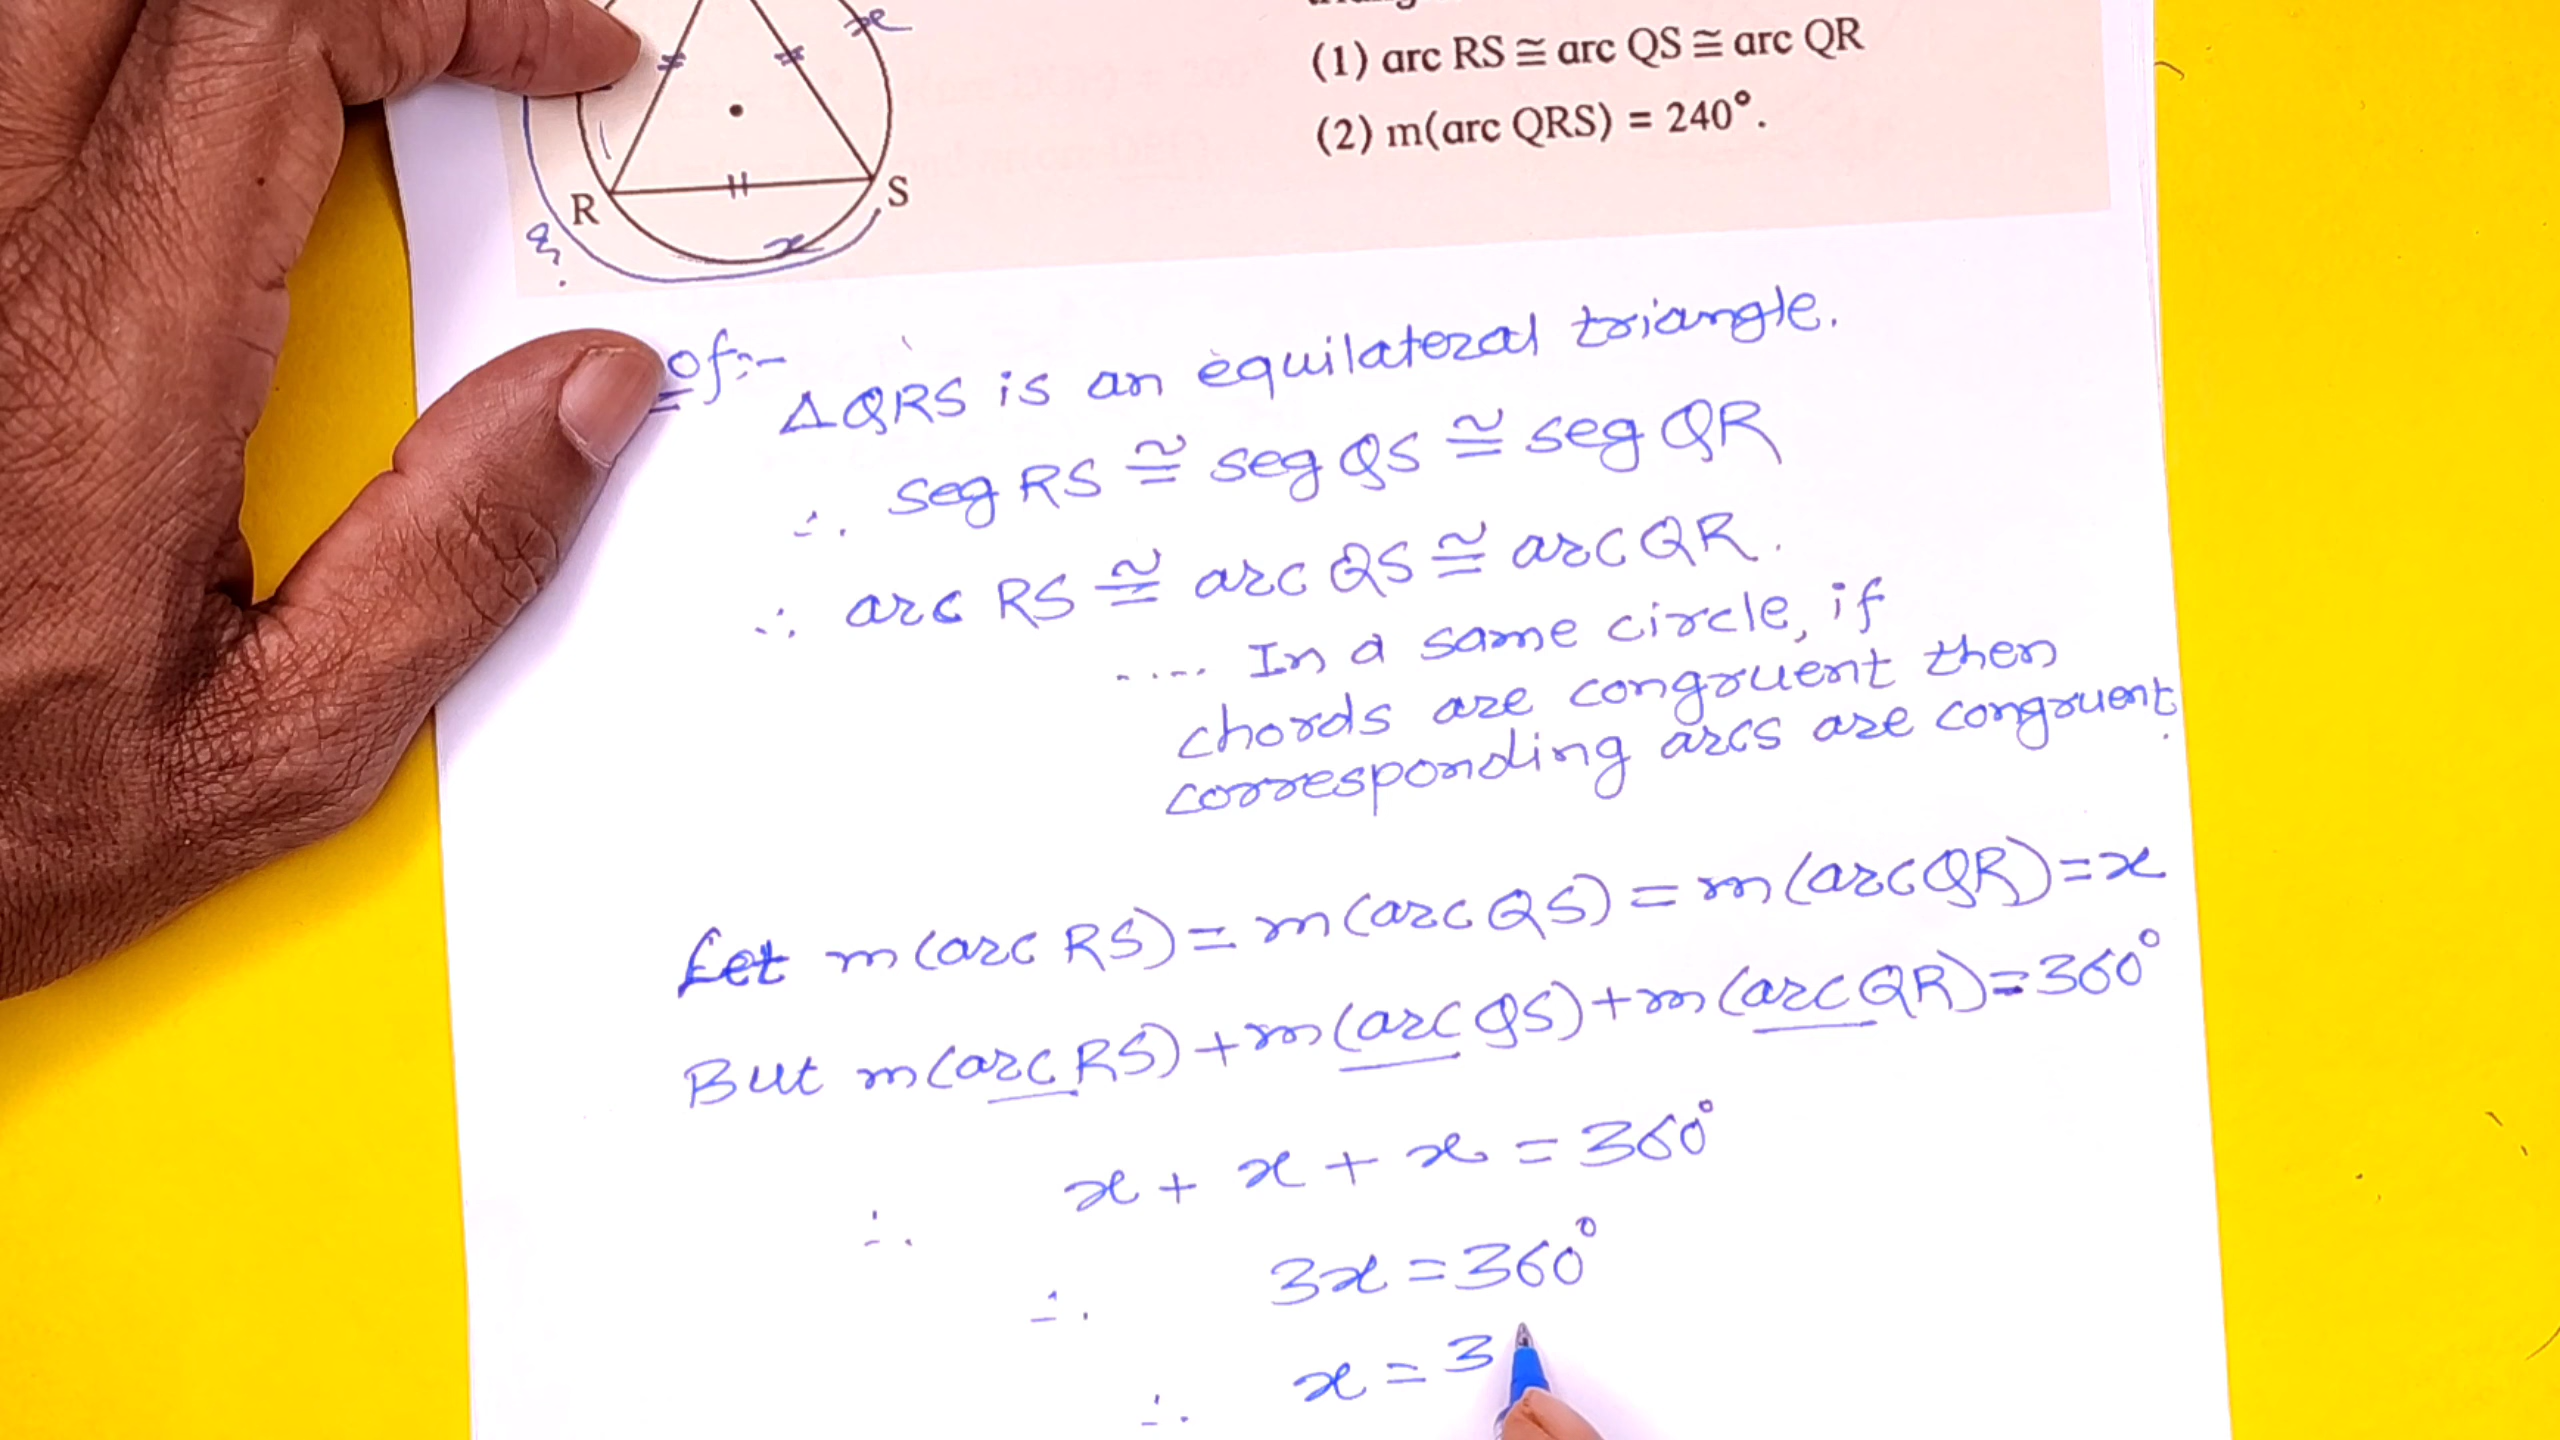 x
(1) arc RS ≅ arc QS ≅ arc QR
(2) m(arc QRS) = 240°.
R
S
x
of:-
△QRS is an equilateral triangle.
∴ seg RS ≅ seg QS ≅ seg QR
∴ arc RS ≅ arc QS ≅ arc QR.
.... In a same circle, if
chords are congruent then
corresponding arcs are congruent.
Let m(arc RS) = m(arc QS) = m(arc QR) = x
But m(arc RS) + m(arc QS) + m(arc QR) = 360°
∴ x + x + x = 360°
∴ 3x = 360°
∴ x = 3